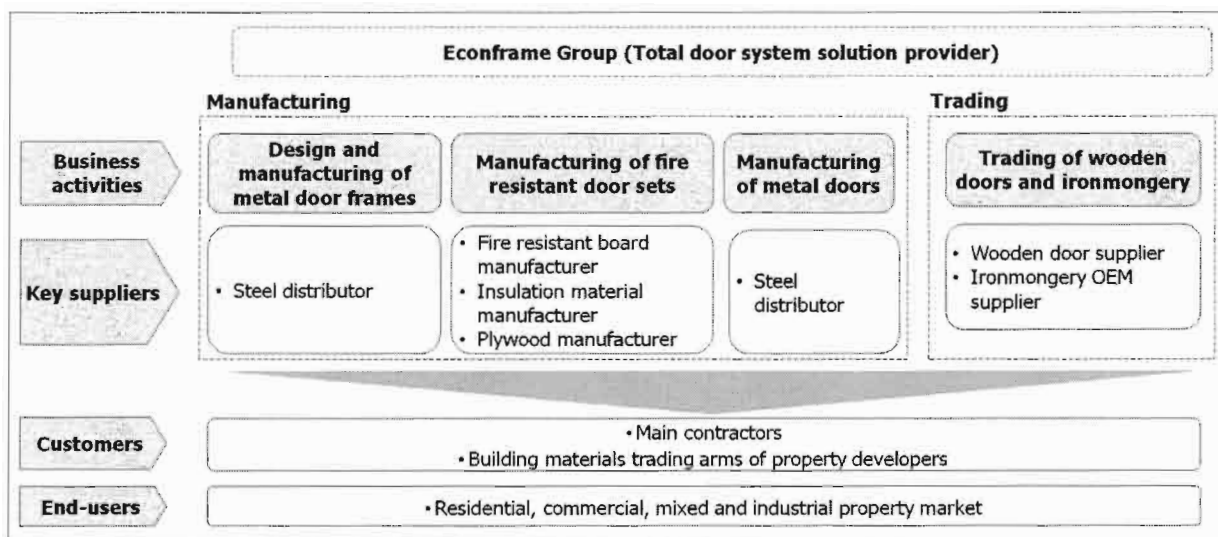 Econframe Group (Total door system solution provider)
Manufacturing
Trading
Business
activities
Design and
manufacturing of
metal door frames
Manufacturing of fire
resistant door sets
Manufacturing
of metal doors
Trading of wooden
doors and ironmongery
Key suppliers
• Steel distributor
• Fire resistant board
manufacturer
• Insulation material
manufacturer
• Plywood manufacturer
• Steel
distributor
• Wooden door supplier
• Ironmongery OEM
supplier
Customers
•Main contractors
•Building materials trading arms of property developers
End-users
•Residential, commercial, mixed and industrial property market